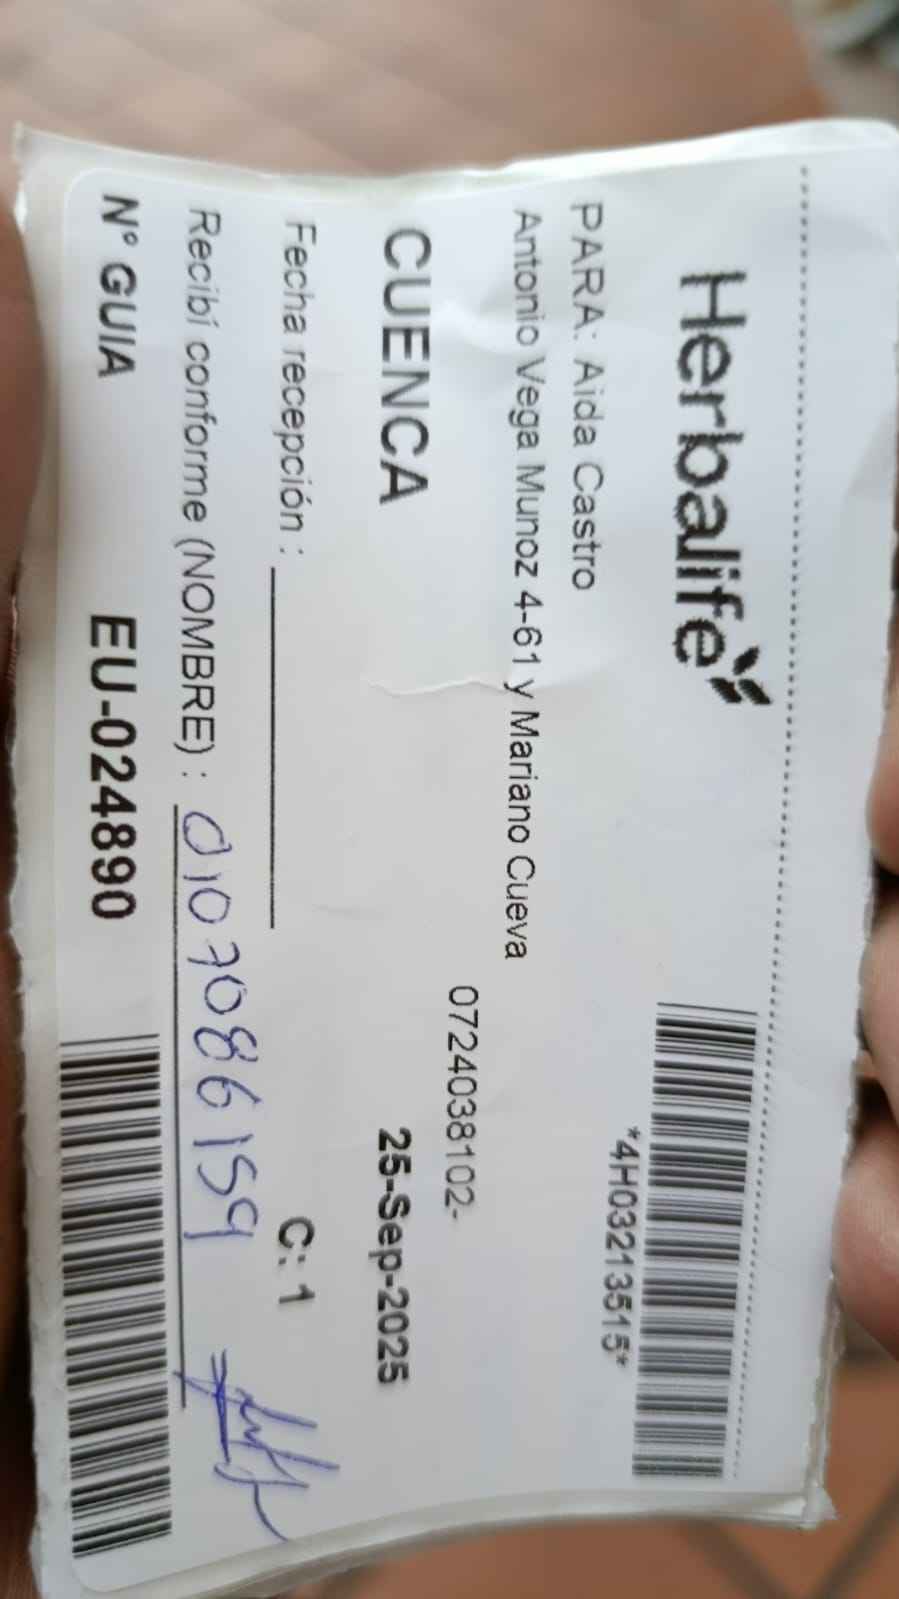 Herbalife
*4H03213515*
PARA: Aida Castro
Antonio Vega Munoz 4-61 y Mariano Cueva
0724038102-
CUENCA 25-Sep-2025
Fecha recepción : C: 1
Recibí conforme (NOMBRE) : 0107086159
Nº GUIA EU-024890